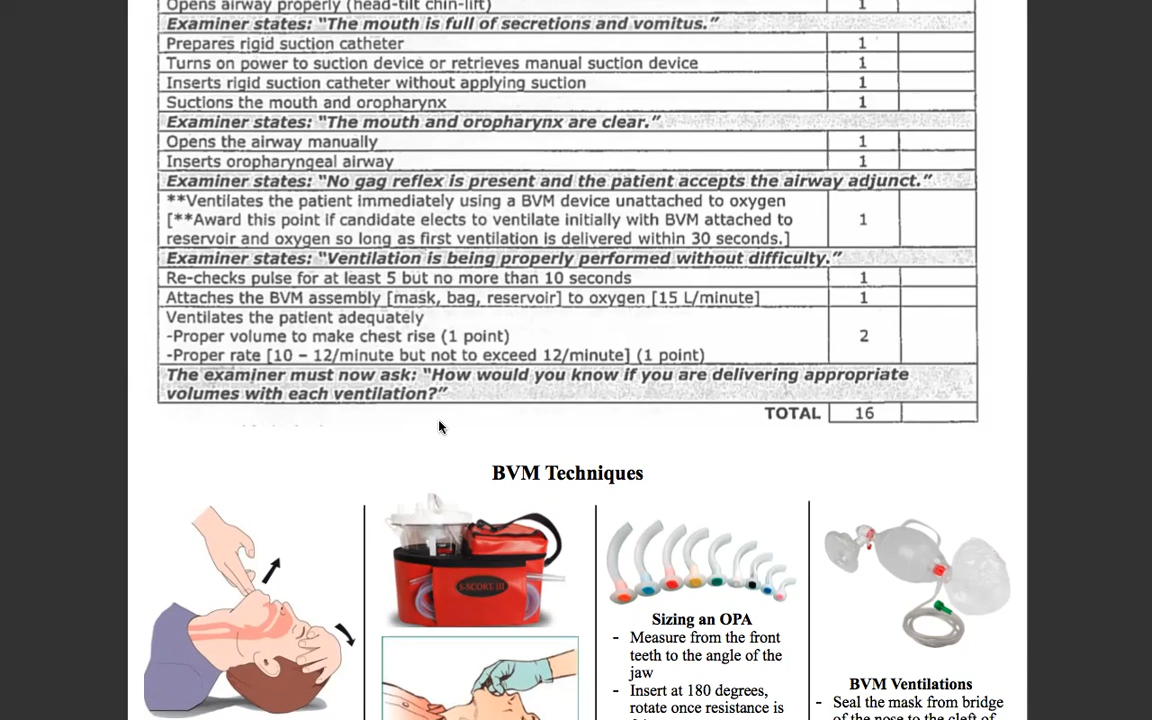 Opens airway properly (head-tilt chin-lift) 1
Examiner states: "The mouth is full of secretions and vomitus."
Prepares rigid suction catheter 1
Turns on power to suction device or retrieves manual suction device 1
Inserts rigid suction catheter without applying suction 1
Suctions the mouth and oropharynx 1
Examiner states: "The mouth and oropharynx are clear."
Opens the airway manually 1
Inserts oropharyngeal airway 1
Examiner states: "No gag reflex is present and the patient accepts the airway adjunct."
**Ventilates the patient immediately using a BVM device unattached to oxygen
[**Award this point if candidate elects to ventilate initially with BVM attached to 1
reservoir and oxygen so long as first ventilation is delivered within 30 seconds.]
Examiner states: "Ventilation is being properly performed without difficulty."
Re-checks pulse for at least 5 but no more than 10 seconds 1
Attaches the BVM assembly [mask, bag, reservoir] to oxygen [15 L/minute] 1
Ventilates the patient adequately
-Proper volume to make chest rise (1 point) 2
-Proper rate [10 – 12/minute but not to exceed 12/minute] (1 point)
The examiner must now ask: "How would you know if you are delivering appropriate
volumes with each ventilation?"
TOTAL 16
BVM Techniques
S-SCORT III
Sizing an OPA
- Measure from the front
teeth to the angle of the
jaw
- Insert at 180 degrees,
rotate once resistance is
BVM Ventilations
- Seal the mask from bridge
of the nose to the cleft of